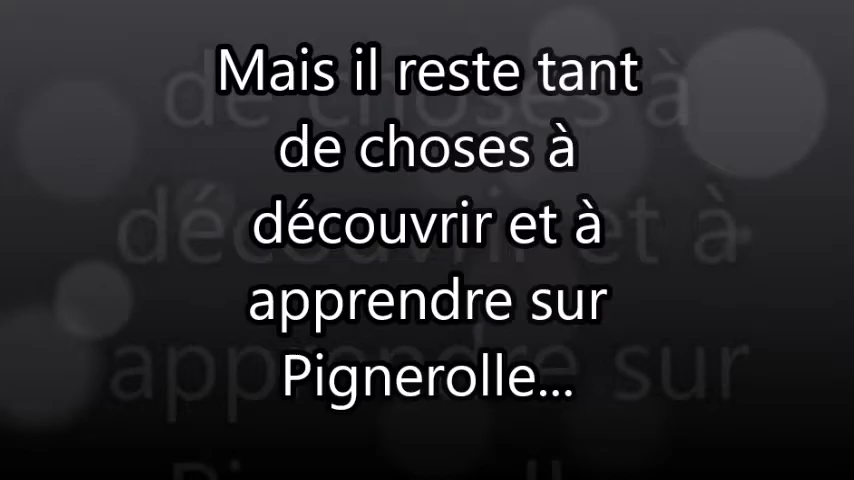 Mais il reste tant
de choses à
découvrir et à
apprendre sur
Pignerolle...